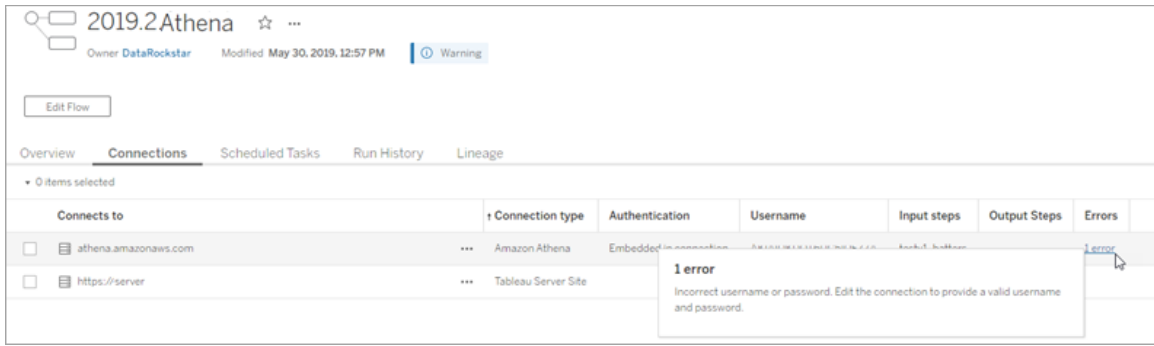 2019.2 Athena
Owner DataRockstar Modified May 30, 2019, 12:57 PM Warning
Edit Flow
Overview Connections Scheduled Tasks Run History Lineage
0 items selected
Connects to ↑ Connection type Authentication Username Input steps Output Steps Errors
athena.amazonaws.com ••• Amazon Athena Embedded in connection 1 error
https://server ••• Tableau Server Site
1 error
Incorrect username or password. Edit the connection to provide a valid username
and password.